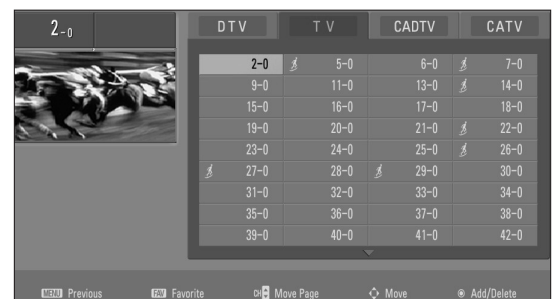 2-0
DTV TV CADTV CATV
2-0 5-0 6-0 7-0
9-0 11-0 13-0 14-0
15-0 16-0 17-0 18-0
19-0 20-0 21-0 22-0
23-0 24-0 25-0 26-0
27-0 28-0 29-0 30-0
31-0 32-0 33-0 34-0
35-0 36-0 37-0 38-0
39-0 40-0 41-0 42-0
MENU Previous FAV Favorite CH Move Page Move Add/Delete